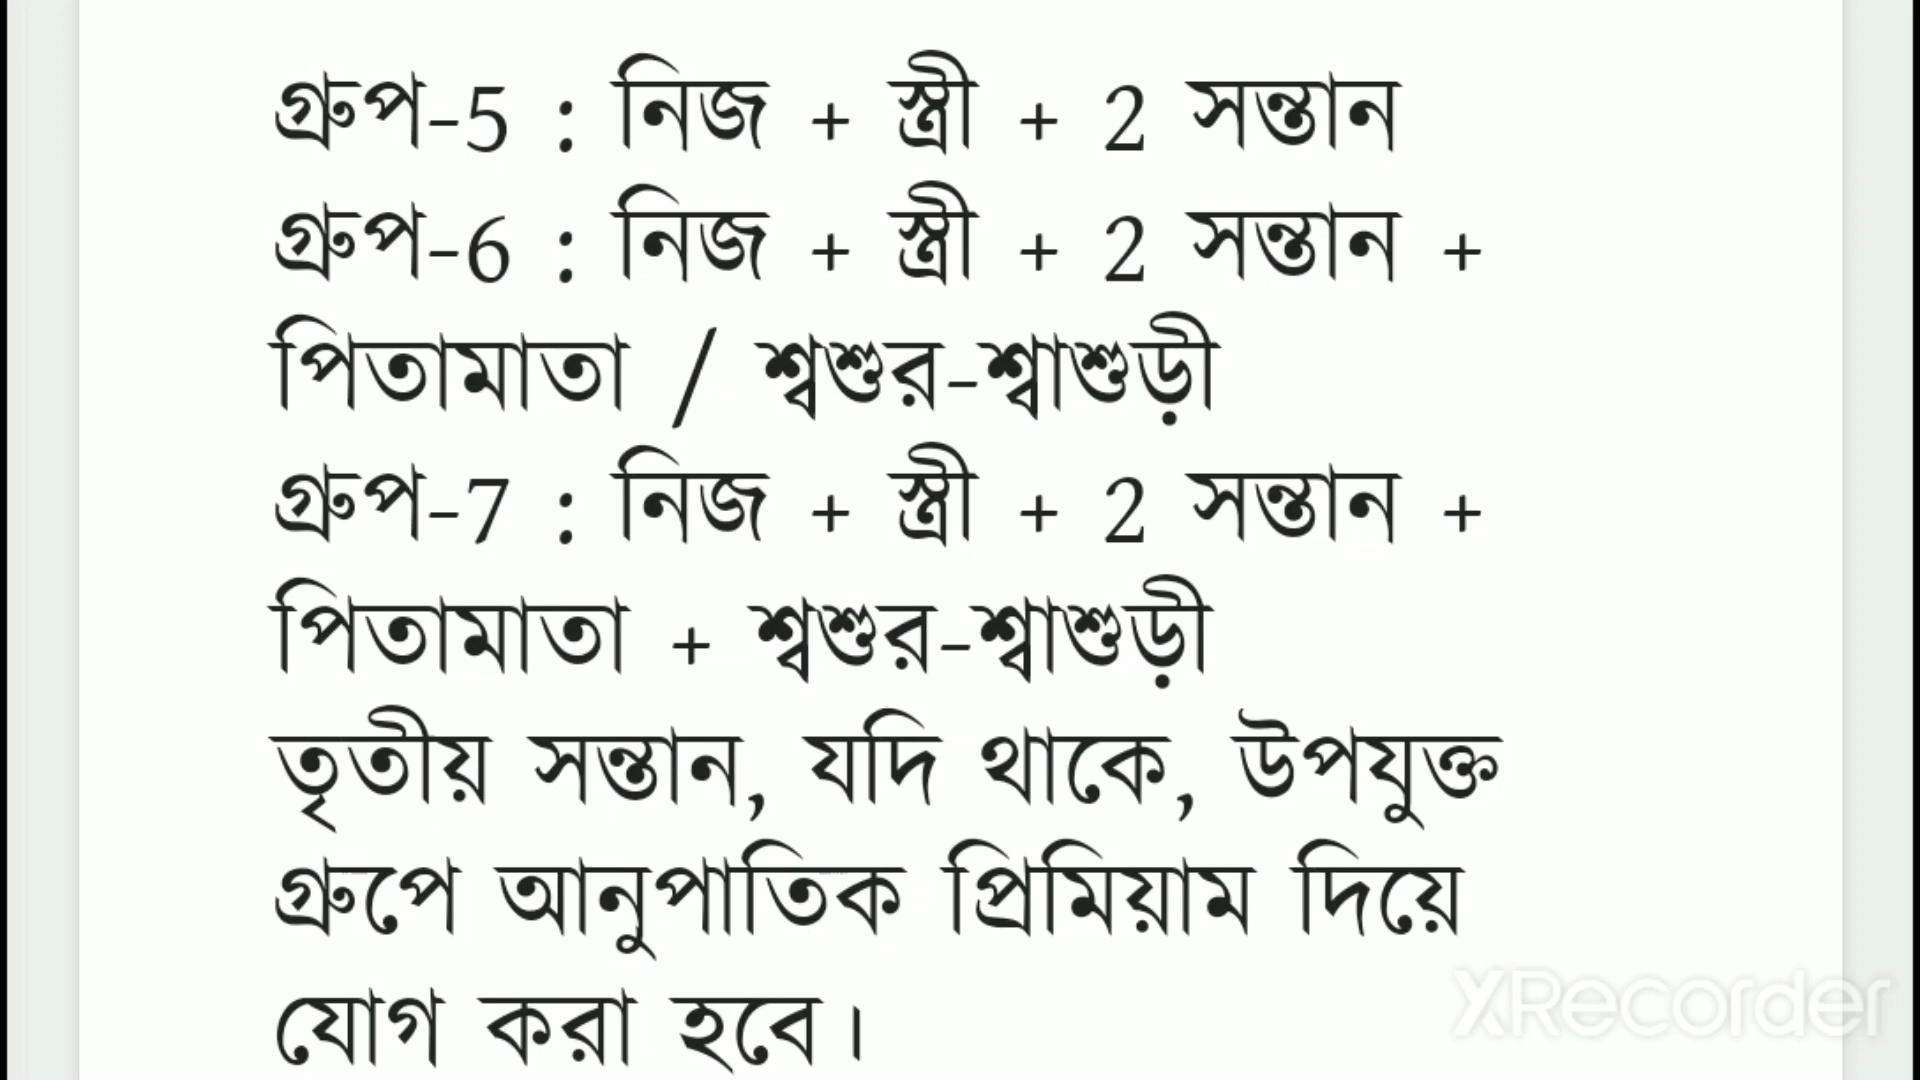 গ্রুপ-5 : নিজ + স্ত্রী + 2 সন্তান
গ্রুপ-6 : নিজ + স্ত্রী + 2 সন্তান +
পিতামাতা / শ্বশুর-শ্বাশুড়ী
গ্রুপ-7 : নিজ + স্ত্রী + 2 সন্তান +
পিতামাতা + শ্বশুর-শ্বাশুড়ী
তৃতীয় সন্তান, যদি থাকে, উপযুক্ত
গ্রুপে আনুপাতিক প্রিমিয়াম দিয়ে
যোগ করা হবে।
XRecorder